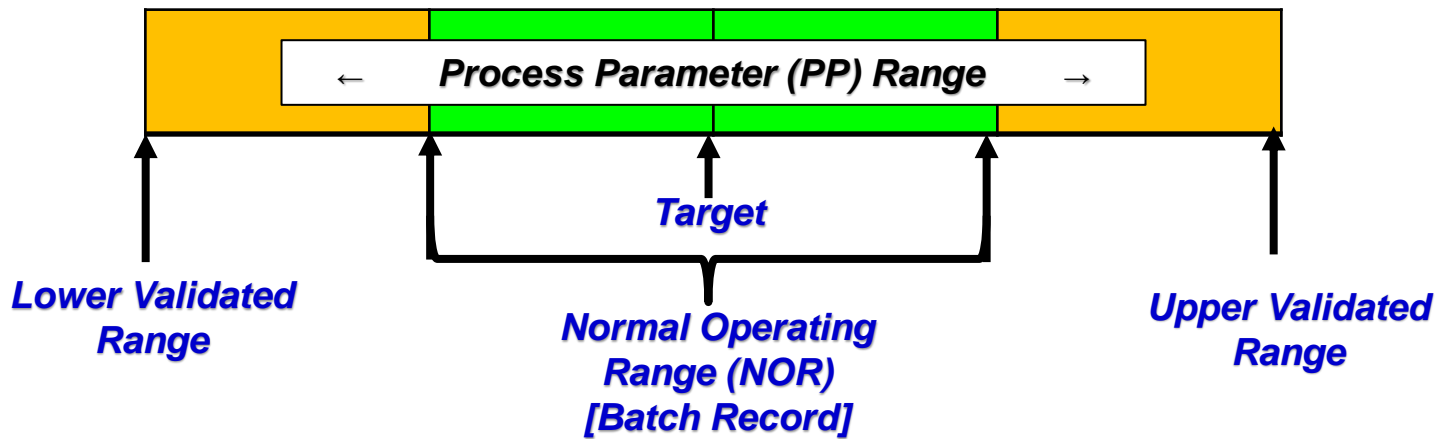 ← Process Parameter (PP) Range →
Target
Lower Validated
Range
Normal Operating
Range (NOR)
[Batch Record]
Upper Validated
Range